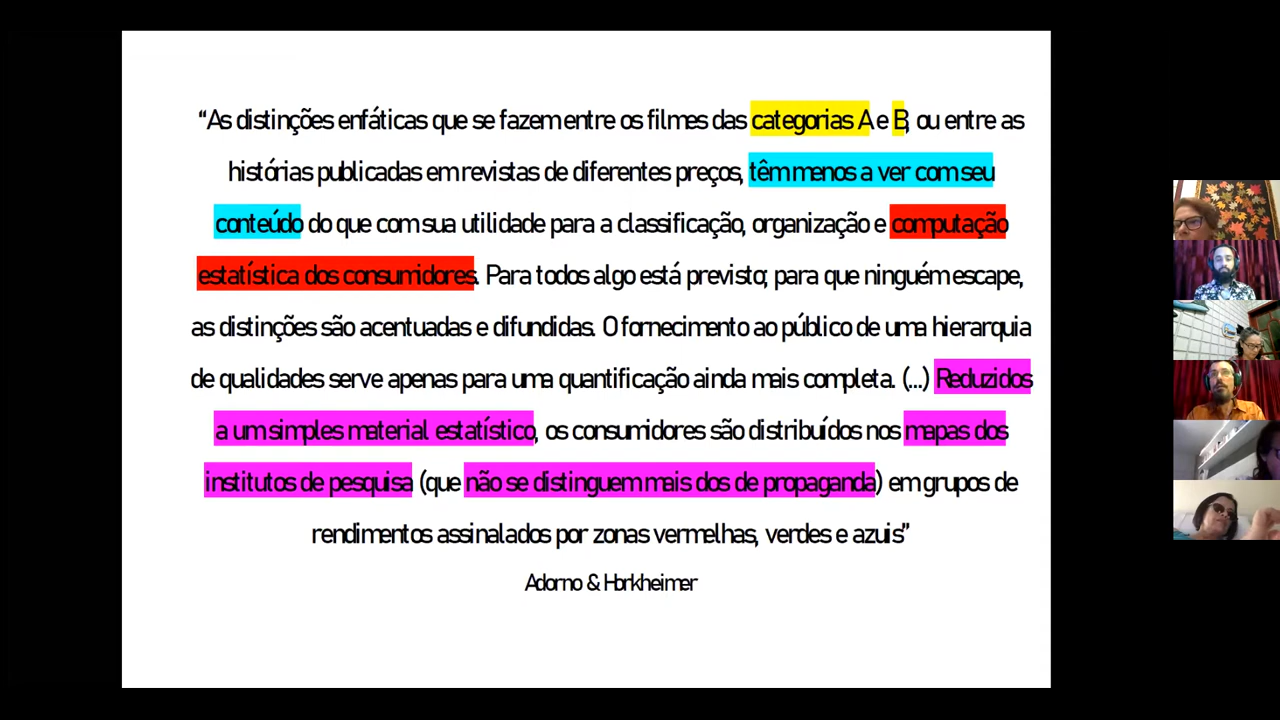 “As distinções enfáticas que se fazem entre os filmes das categorias A e B, ou entre as
histórias publicadas em revistas de diferentes preços, têm menos a ver com seu
conteúdo do que com sua utilidade para a classificação, organização e computação
estatística dos consumidores. Para todos algo está previsto; para que ninguém escape,
as distinções são acentuadas e difundidas. O fornecimento ao público de uma hierarquia
de qualidades serve apenas para uma quantificação ainda mais completa. (...) Reduzidos
a um simples material estatístico, os consumidores são distribuídos nos mapas dos
institutos de pesquisa (que não se distinguem mais dos de propaganda) em grupos de
rendimentos assinalados por zonas vermelhas, verdes e azuis”
Adorno & Horkheimer